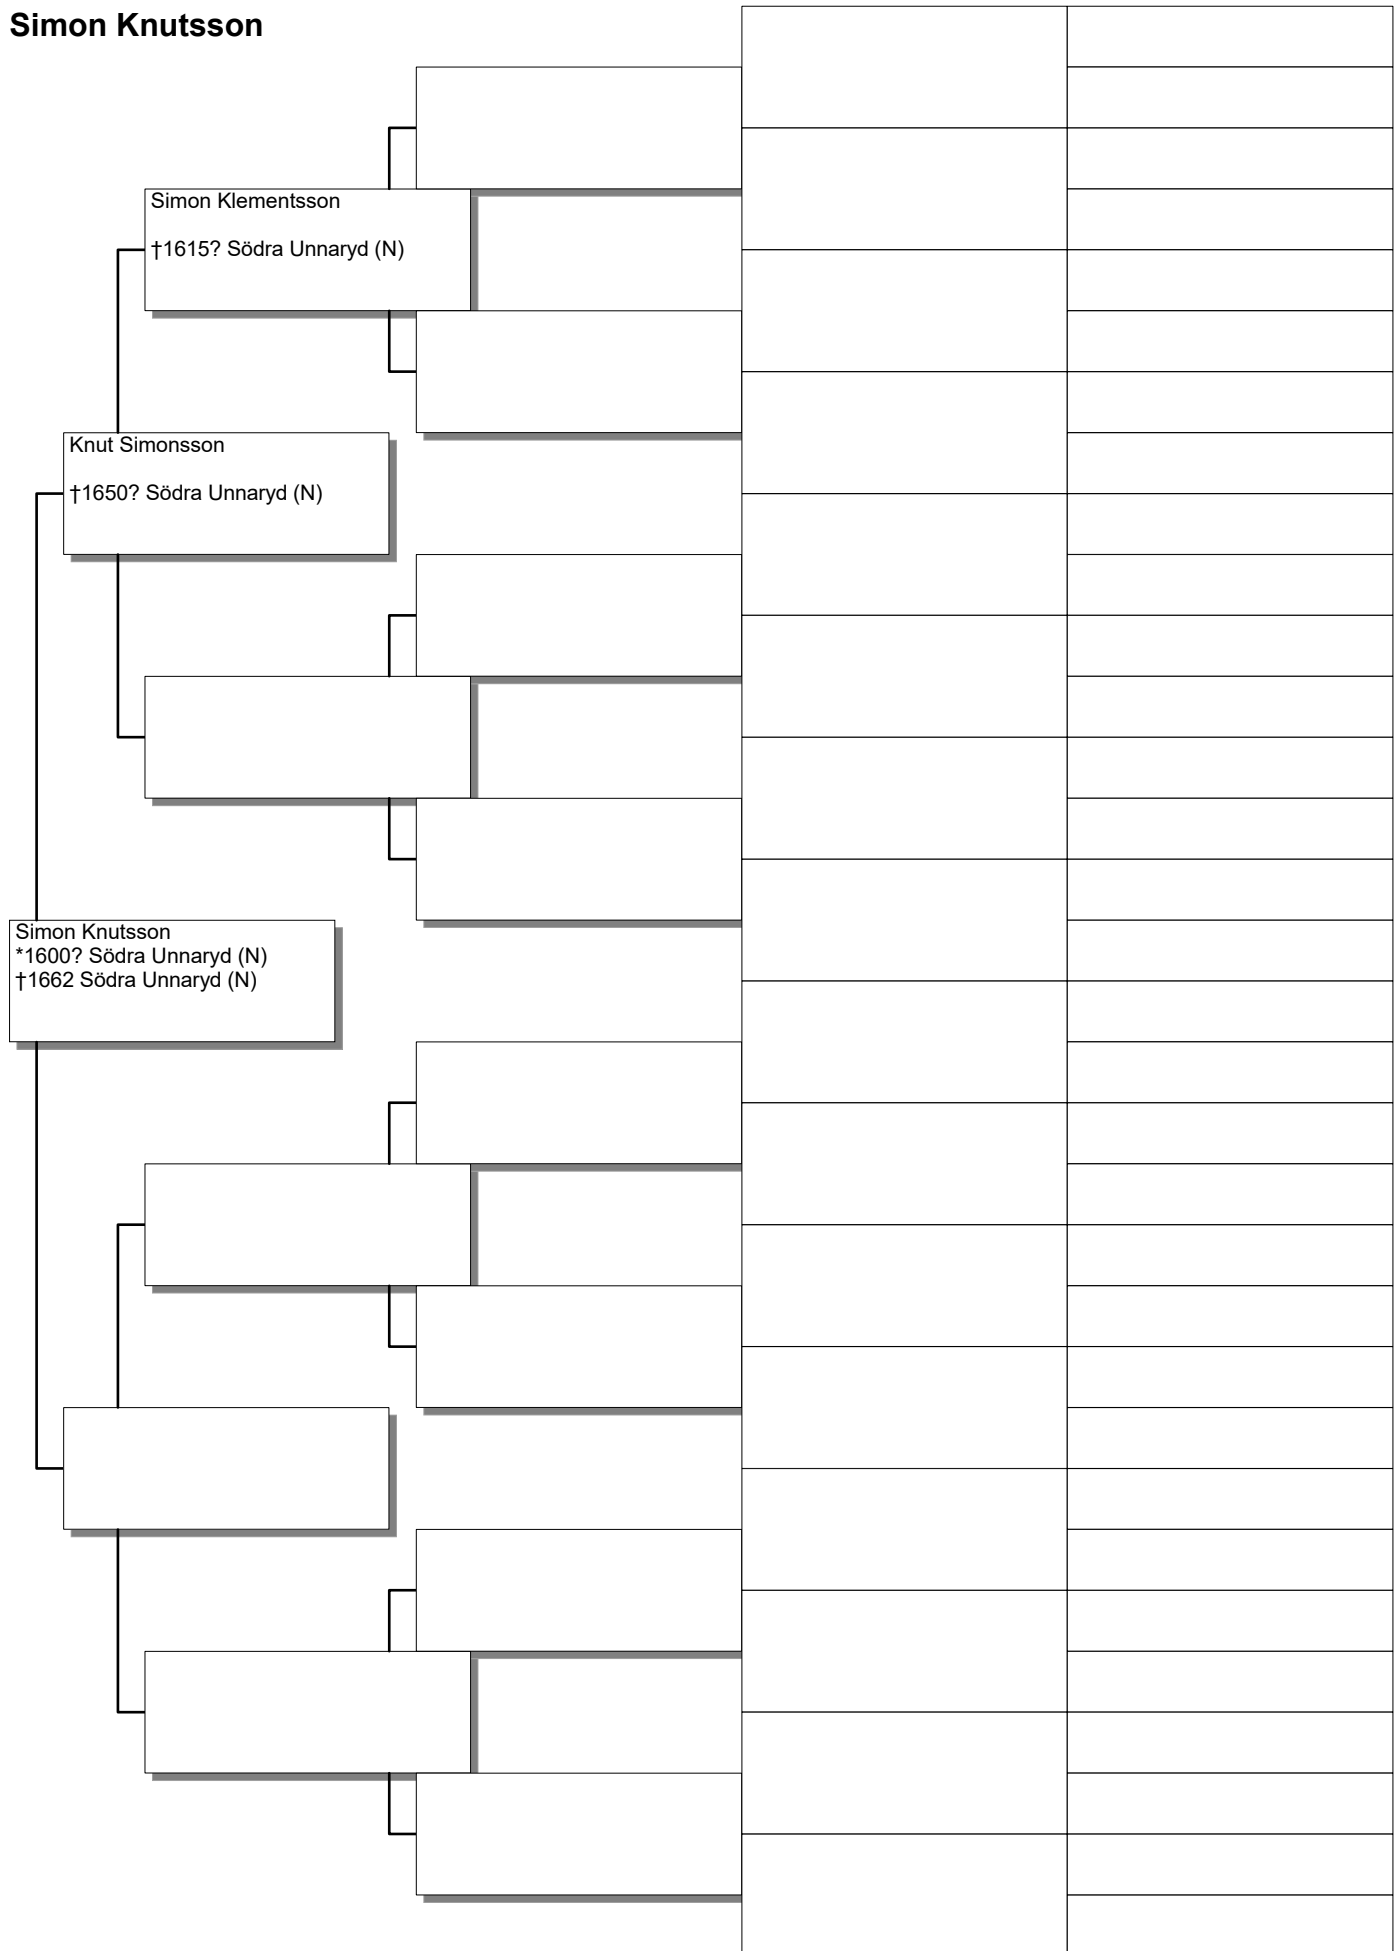 Simon Knutsson
Simon Klementsson
†1615? Södra Unnaryd (N)
Knut Simonsson
†1650? Södra Unnaryd (N)
Simon Knutsson
*1600? Södra Unnaryd (N)
†1662 Södra Unnaryd (N)